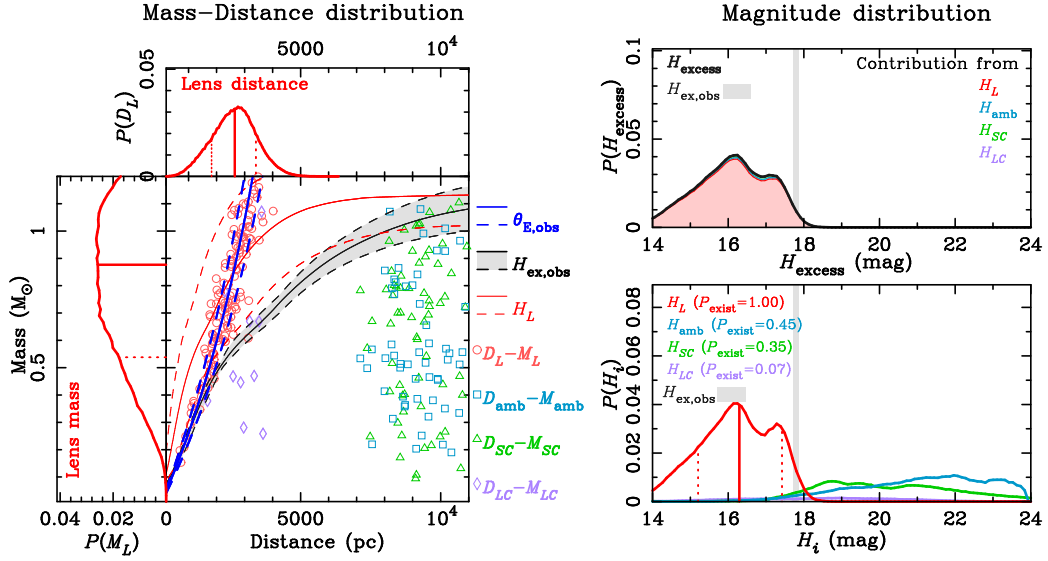 Mass-Distance distribution
5000 10⁴
0.05
0
P(D_L)
Lens distance
1
0.5
Mass (M⊙)
Lens mass
0.04 0.02 0
P(M_L)
0 5000 10⁴
Distance (pc)
θ_E,obs
H_ex,obs
H_L
D_L-M_L
D_amb-M_amb
D_SC-M_SC
D_LC-M_LC
Magnitude distribution
0.1
0.05
0
P(H_excess)
H_excess
H_ex,obs
Contribution from
H_L
H_amb
H_SC
H_LC
14 16 18 20 22 24
H_excess (mag)
0.08
0.06
0.04
0.02
0
P(H_i)
H_L (P_exist=1.00)
H_amb (P_exist=0.45)
H_SC (P_exist=0.35)
H_LC (P_exist=0.07)
H_ex,obs
14 16 18 20 22 24
H_i (mag)